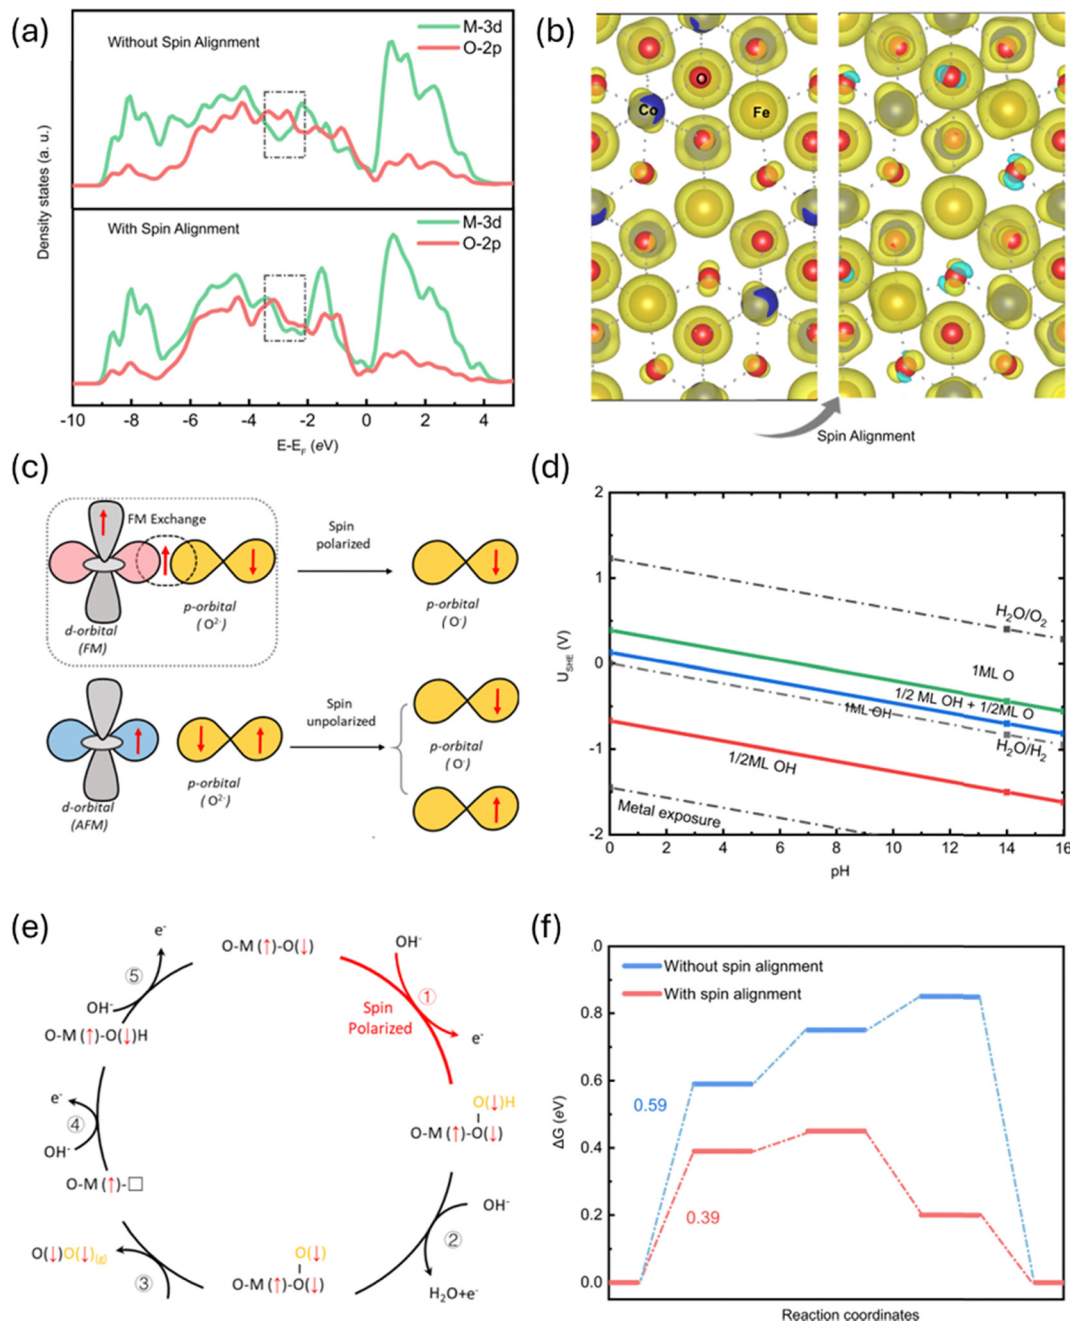 (a)
Without Spin Alignment
M-3d
O-2p
With Spin Alignment
M-3d
O-2p
Density states (a. u.)
-10 -8 -6 -4 -2 0 2 4
E-E_F (eV)
(b)
O
Co
Fe
Spin Alignment
(c)
FM Exchange
d-orbital
(FM)
p-orbital
(O²⁻)
Spin
polarized
p-orbital
(O⁻)
d-orbital
(AFM)
p-orbital
(O²⁻)
Spin
unpolarized
p-orbital
(O⁻)
(d)
2
1
0
-1
-2
U_SHE (V)
H₂O/O₂
1ML O
1/2 ML OH + 1/2ML O
1ML OH
H₂O/H₂
1/2ML OH
Metal exposure
0 2 4 6 8 10 12 14 16
pH
(e)
O-M(↑)-O(↓)
OH⁻
①
Spin
Polarized
e⁻
O(↓)H
O-M(↑)-O(↓)
OH⁻
②
H₂O+e⁻
O(↓)
O-M(↑)-O(↓)
③
O(↓)O(↓)(g)
O-M(↑)-□
OH⁻
④
e⁻
O-M(↑)-O(↓)H
OH⁻
⑤
e⁻
(f)
.0
0.8
0.6
0.4
0.2
0.0
ΔG (eV)
Without spin alignment
With spin alignment
0.59
0.39
Reaction coordinates